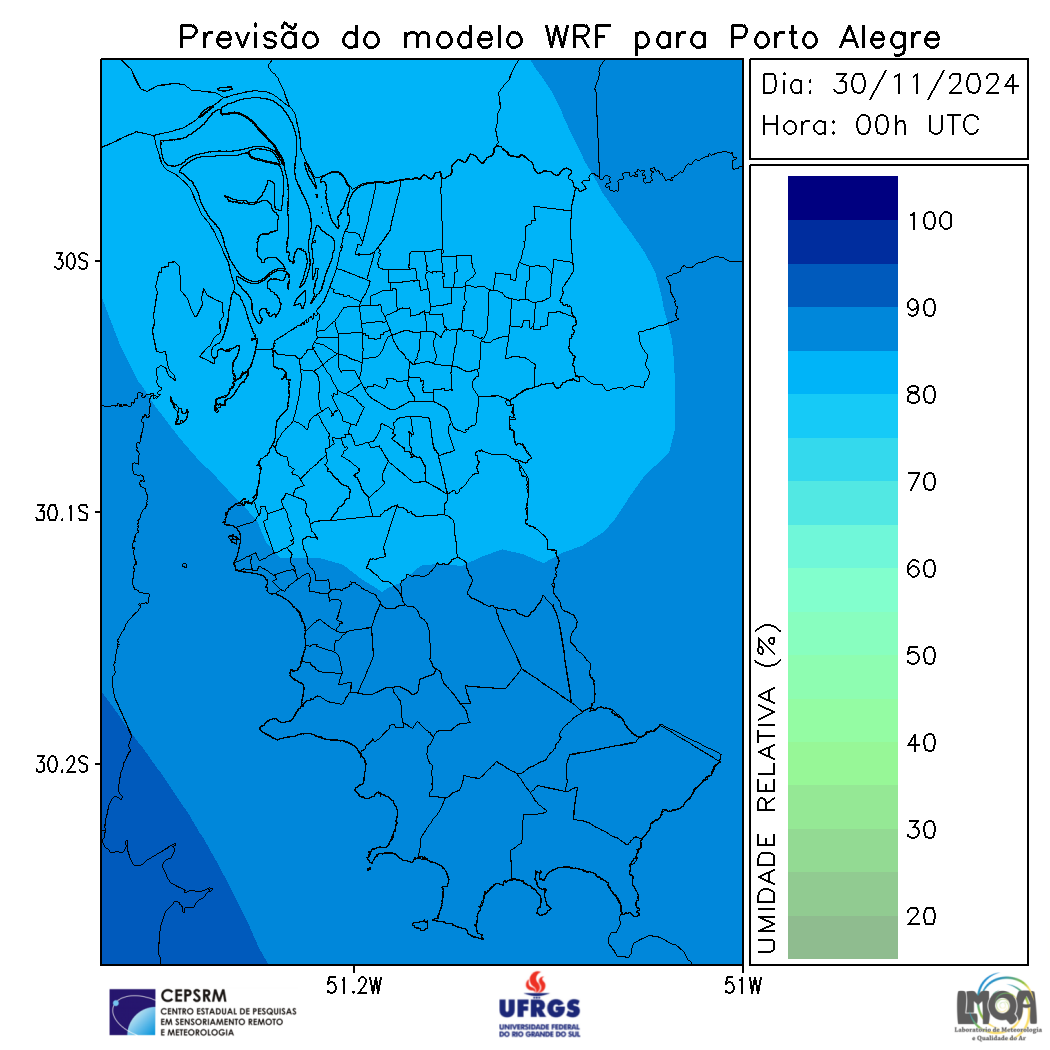 Previsão do modelo WRF para Porto Alegre
Dia: 30/11/2024
Hora: 00h UTC
30S
30.1S
30.2S
51.2W
51W
UMIDADE RELATIVA (%)
100
90
80
70
60
50
40
30
20
CEPSRM
CENTRO ESTADUAL DE PESQUISAS
EM SENSORIAMENTO REMOTO
E METEOROLOGIA
UFRGS
UNIVERSIDADE FEDERAL
DO RIO GRANDE DO SUL
LMQA
Laboratório de Meteorologia
e Qualidade do Ar